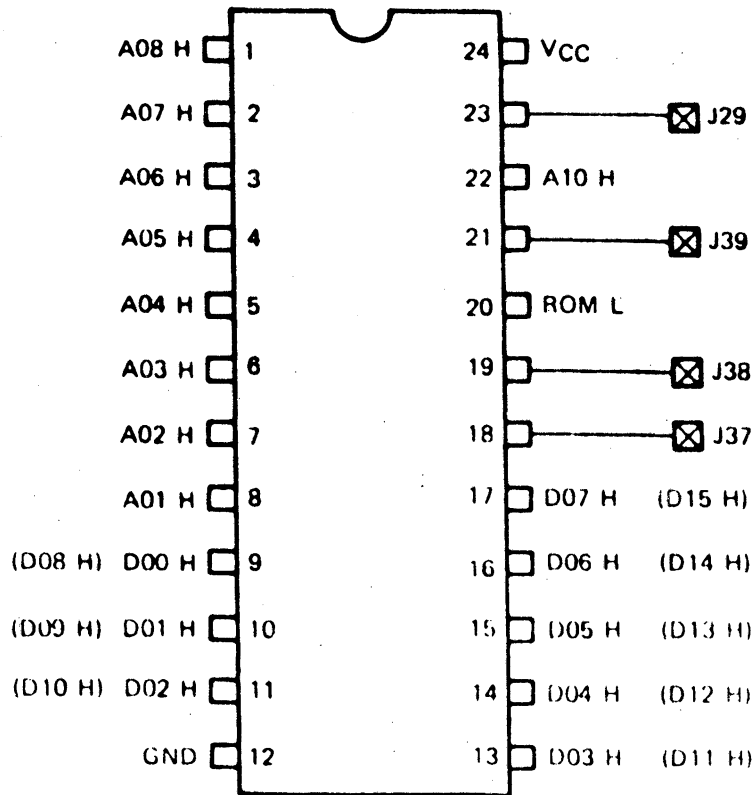 A08 H 1 24 VCC
A07 H 2 23 J29
A06 H 3 22 A10 H
A05 H 4 21 J39
A04 H 5 20 ROM L
A03 H 6 19 J38
A02 H 7 18 J37
A01 H 8 17 D07 H (D15 H)
(D08 H) D00 H 9 16 D06 H (D14 H)
(D09 H) D01 H 10 15 D05 H (D13 H)
(D10 H) D02 H 11 14 D04 H (D12 H)
GND 12 13 D03 H (D11 H)